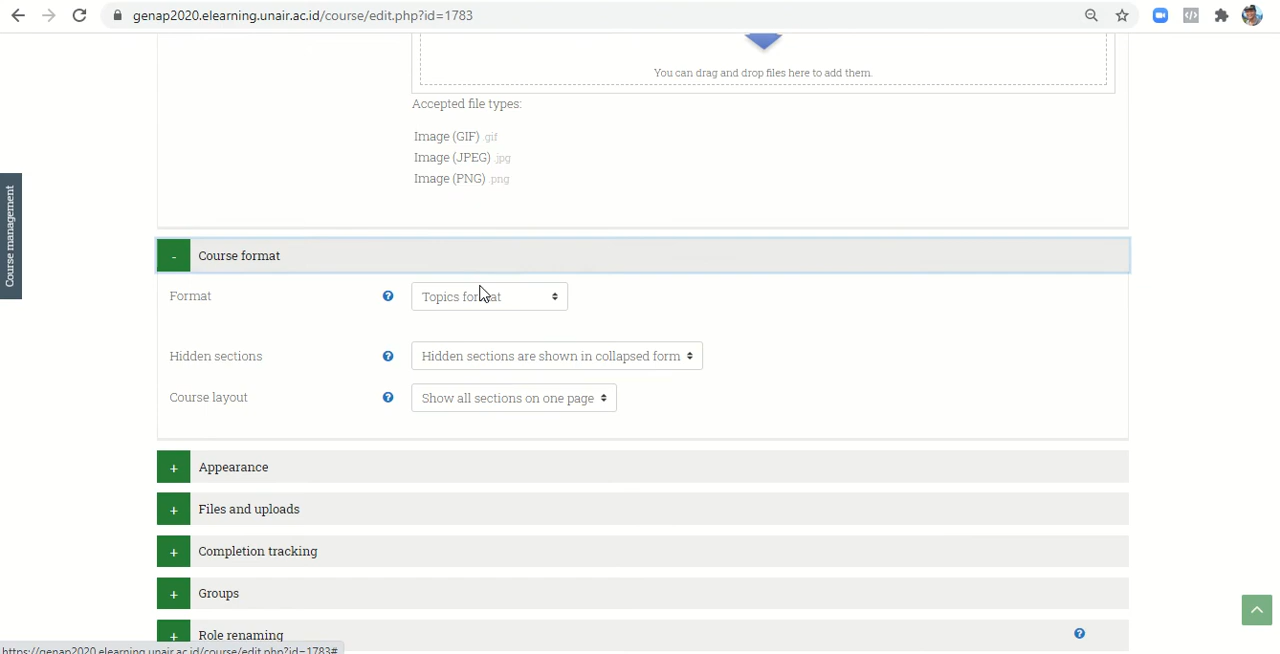 genap2020.elearning.unair.ac.id/course/edit.php?id=1783
You can drag and drop files here to add them.
Accepted file types:
Image (GIF) gif
Image (JPEG) jpg
Image (PNG) png
Course management
- Course format
Format ? Topics format
Hidden sections ? Hidden sections are shown in collapsed form
Course layout ? Show all sections on one page
+ Appearance
+ Files and uploads
+ Completion tracking
+ Groups
+ Role renaming ?
https://genap2020.elearning.unair.ac.id/course/edit.php?id=1783#